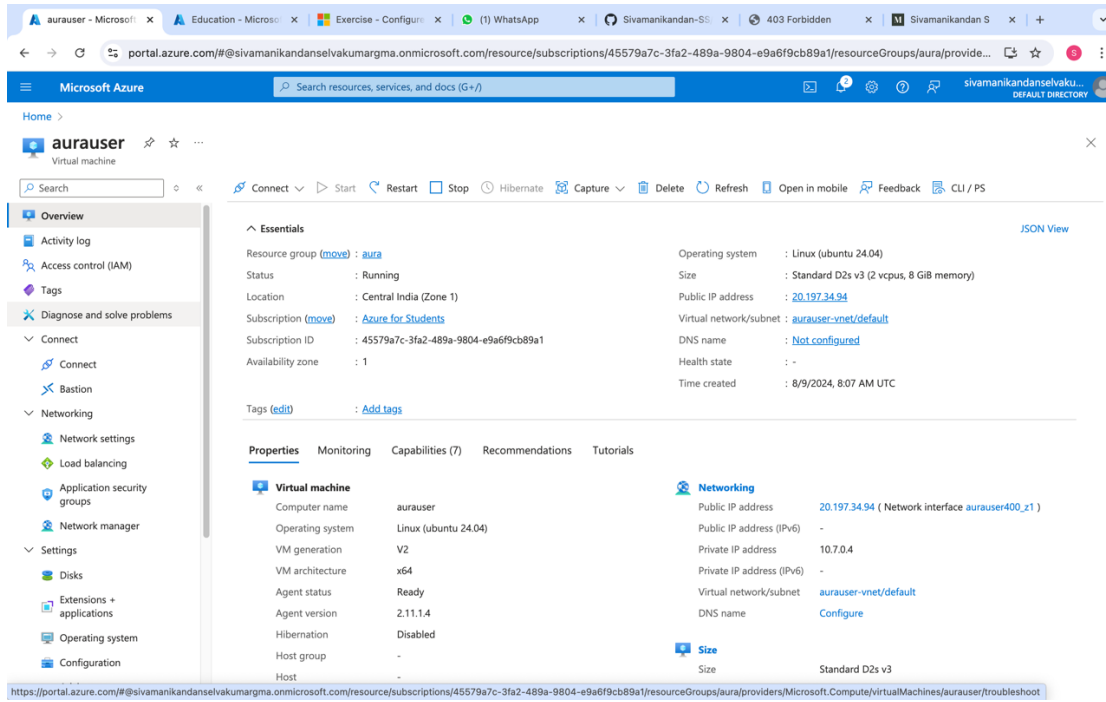 aurauser - Microsoft
Education - Microso
Exercise - Configure
(1) WhatsApp
Sivamanikandan-SS
403 Forbidden
Sivamanikandan S
portal.azure.com/#@sivamanikandanselvakumargma.onmicrosoft.com/resource/subscriptions/45579a7c-3fa2-489a-9804-e9a6f9cb89a1/resourceGroups/aura/provide...
S
Microsoft Azure
Search resources, services, and docs (G+/)
2
sivamanikandanselvaku...
DEFAULT DIRECTORY
Home >
aurauser
Virtual machine
Search
Connect
Start
Restart
Stop
Hibernate
Capture
Delete
Refresh
Open in mobile
Feedback
CLI / PS
Overview
Activity log
Access control (IAM)
Tags
Diagnose and solve problems
Connect
Connect
Bastion
Networking
Network settings
Load balancing
Application security
groups
Network manager
Settings
Disks
Extensions +
applications
Operating system
Configuration
Essentials
JSON View
Resource group (move) : aura
Status : Running
Location : Central India (Zone 1)
Subscription (move) : Azure for Students
Subscription ID : 45579a7c-3fa2-489a-9804-e9a6f9cb89a1
Availability zone : 1
Operating system : Linux (ubuntu 24.04)
Size : Standard D2s v3 (2 vcpus, 8 GiB memory)
Public IP address : 20.197.34.94
Virtual network/subnet : aurauser-vnet/default
DNS name : Not configured
Health state : -
Time created : 8/9/2024, 8:07 AM UTC
Tags (edit) : Add tags
Properties
Monitoring
Capabilities (7)
Recommendations
Tutorials
Virtual machine
Computer name aurauser
Operating system Linux (ubuntu 24.04)
VM generation V2
VM architecture x64
Agent status Ready
Agent version 2.11.1.4
Hibernation Disabled
Host group -
Host -
Networking
Public IP address 20.197.34.94 ( Network interface aurauser400_z1 )
Public IP address (IPv6) -
Private IP address 10.7.0.4
Private IP address (IPv6) -
Virtual network/subnet aurauser-vnet/default
DNS name Configure
Size
Size Standard D2s v3
https://portal.azure.com/#@sivamanikandanselvakumargma.onmicrosoft.com/resource/subscriptions/45579a7c-3fa2-489a-9804-e9a6f9cb89a1/resourceGroups/aura/providers/Microsoft.Compute/virtualMachines/aurauser/troubleshoot